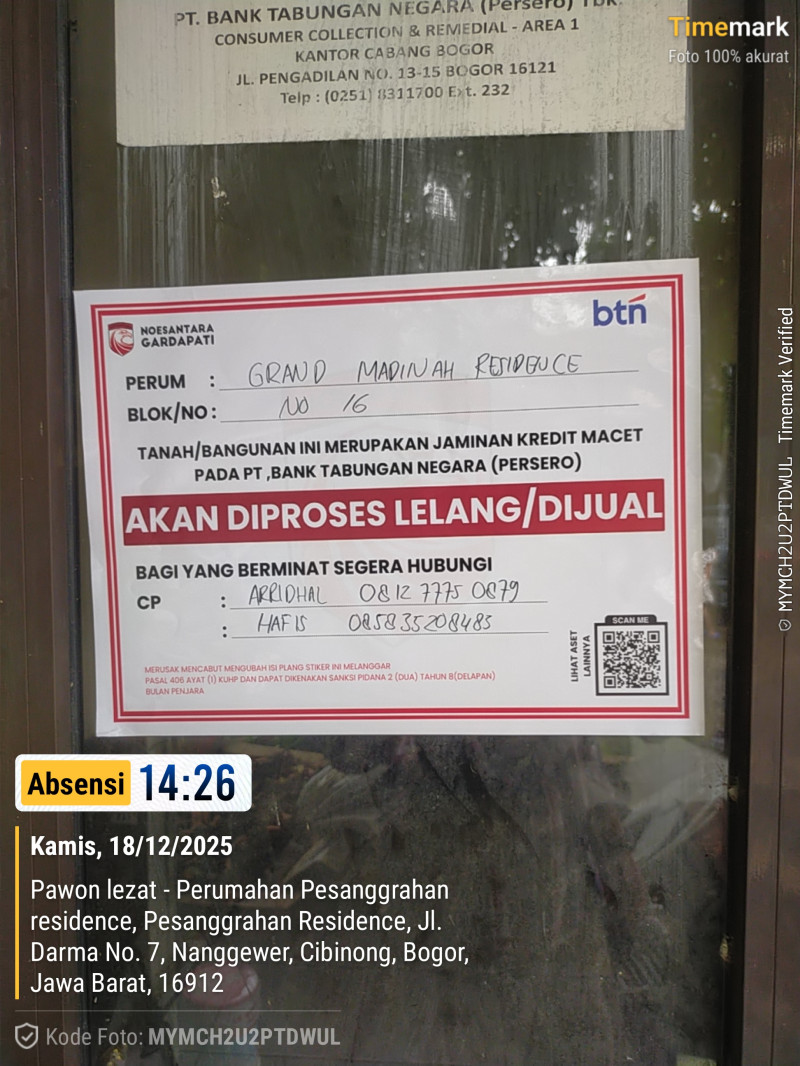 PT. BANK TABUNGAN NEGARA (Persero) Tbk.
CONSUMER COLLECTION & REMEDIAL - AREA 1
KANTOR CABANG BOGOR
JL. PENGADILAN NO. 13-15 BOGOR 16121
Telp : (0251) 8311700 Ext. 232
Timemark
Foto 100% akurat
NOESANTARA
GARDAPATI
btn
PERUM : GRAND MADINAH RESIDENCE
BLOK/NO : NO 16
TANAH/BANGUNAN INI MERUPAKAN JAMINAN KREDIT MACET
PADA PT ,BANK TABUNGAN NEGARA (PERSERO)
AKAN DIPROSES LELANG/DIJUAL
BAGI YANG BERMINAT SEGERA HUBUNGI
CP : ARRIDHAL 0812 7775 0879
: HAFIS 085835208485
MERUSAK MENCABUT MENGUBAH ISI PLANG STIKER INI MELANGGAR
PASAL 406 AYAT (1) KUHP DAN DAPAT DIKENAKAN SANKSI PIDANA 2 (DUA) TAHUN 8(DELAPAN)
BULAN PENJARA
LIHAT ASET
LAINNYA
SCAN ME
MYMCH2U2PTDWUL Timemark Verified
Absensi 14:26
Kamis, 18/12/2025
Pawon lezat - Perumahan Pesanggrahan
residence, Pesanggrahan Residence, Jl.
Darma No. 7, Nanggewer, Cibinong, Bogor,
Jawa Barat, 16912
Kode Foto: MYMCH2U2PTDWUL